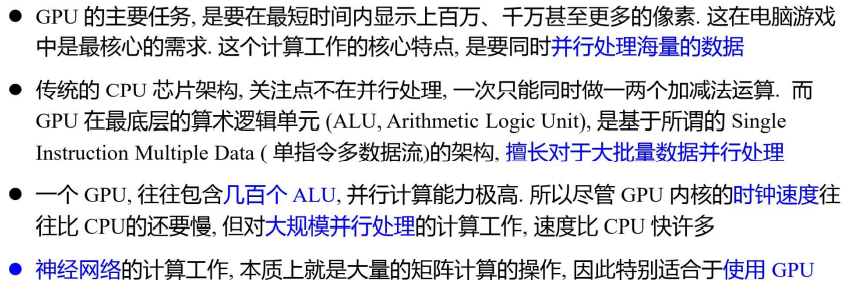 ● GPU 的主要任务, 是要在最短时间内显示上百万、千万甚至更多的像素. 这在电脑游戏
中是最核心的需求. 这个计算工作的核心特点, 是要同时并行处理海量的数据
● 传统的 CPU 芯片架构, 关注点不在并行处理, 一次只能同时做一两个加减法运算. 而
GPU 在最底层的算术逻辑单元 (ALU, Arithmetic Logic Unit), 是基于所谓的 Single
Instruction Multiple Data ( 单指令多数据流)的架构, 擅长对于大批量数据并行处理
● 一个 GPU, 往往包含几百个 ALU, 并行计算能力极高. 所以尽管 GPU 内核的时钟速度往
往比 CPU的还要慢, 但对大规模并行处理的计算工作, 速度比 CPU 快许多
● 神经网络的计算工作, 本质上就是大量的矩阵计算的操作, 因此特别适合于使用 GPU